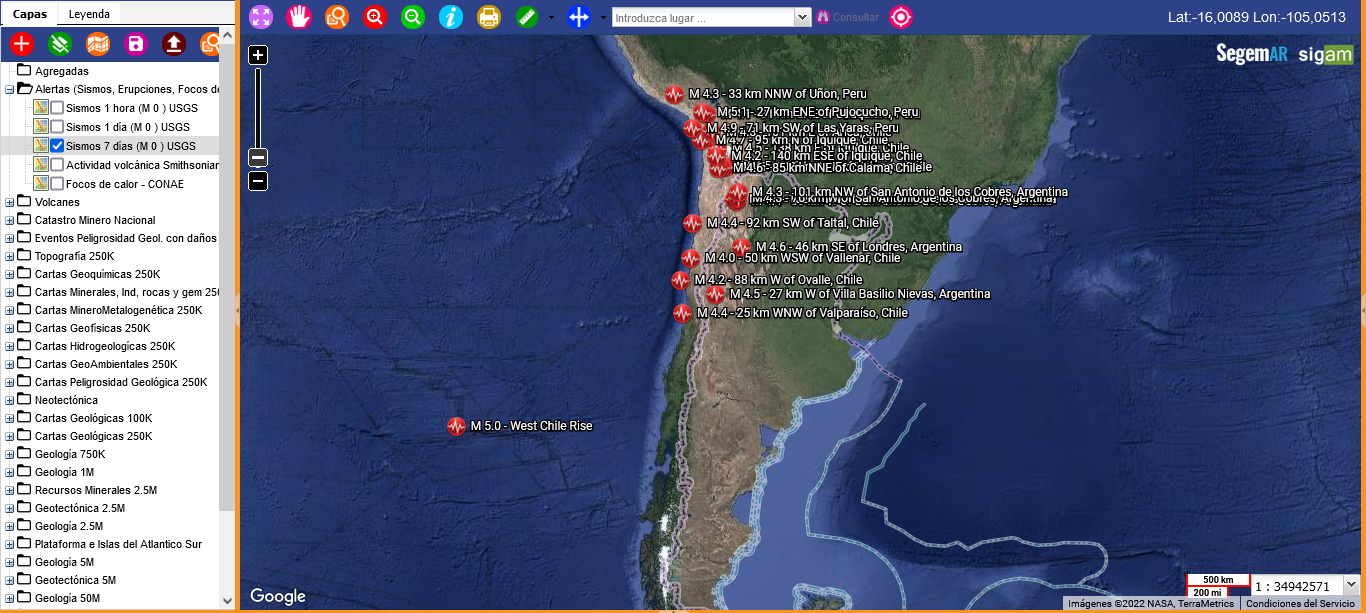 Capas Leyenda
Introduzca lugar ... Consultar Lat:-16,0089 Lon:-105,0513
SegemAR sigam
Agregadas
Alertas (Sismos, Erupciones, Focos de
Sismos 1 hora (M 0 ) USGS
Sismos 1 día (M 0 ) USGS
Sismos 7 días (M 0 ) USGS
Actividad volcánica Smithsonian
Focos de calor - CONAE
Volcanes
Catastro Minero Nacional
Eventos Peligrosidad Geol. con daños
Topografía 250K
Cartas Geoquímicas 250K
Cartas Minerales, Ind, rocas y gem 250
Cartas MineroMetalogenética 250K
Cartas Geofisicas 250K
Cartas Hidrogeologícas 250K
Cartas GeoAmbientales 250K
Cartas Peligrosidad Geológica 250K
Neotectónica
Cartas Geológicas 100K
Cartas Geológicas 250K
Geología 750K
Geología 1M
Recursos Minerales 2.5M
Geotectónica 2.5M
Geología 2.5M
Plataforma e Islas del Atlantico Sur
Geología 5M
Geotectónica 5M
Geología 50M
M 4.3 - 33 km NNW of Uñon, Peru
M 5.1 - 27 km ENE of Pujocucho, Peru
M 4.9 - 71 km SW of Las Yaras, Peru
M 4.7 - 95 km N of Iquique, Chile
M 4.2 - 140 km ESE of Iquique, Chile
M 4.6 - 85 km NNE of Calama, Chile
M 4.3 - 101 km NW of San Antonio de los Cobres, Argentina
M 4.4 - 92 km SW of Taltal, Chile
M 4.6 - 46 km SE of Londres, Argentina
M 4.0 - 50 km WSW of Vallenar, Chile
M 4.2 - 88 km W of Ovalle, Chile
M 4.5 - 27 km W of Villa Basilio Nievas, Argentina
M 4.4 - 25 km WNW of Valparaíso, Chile
M 5.0 - West Chile Rise
Google
500 km
200 mi
1 : 34942571
Imágenes ©2022 NASA, TerraMetrics Condiciones del Servicio